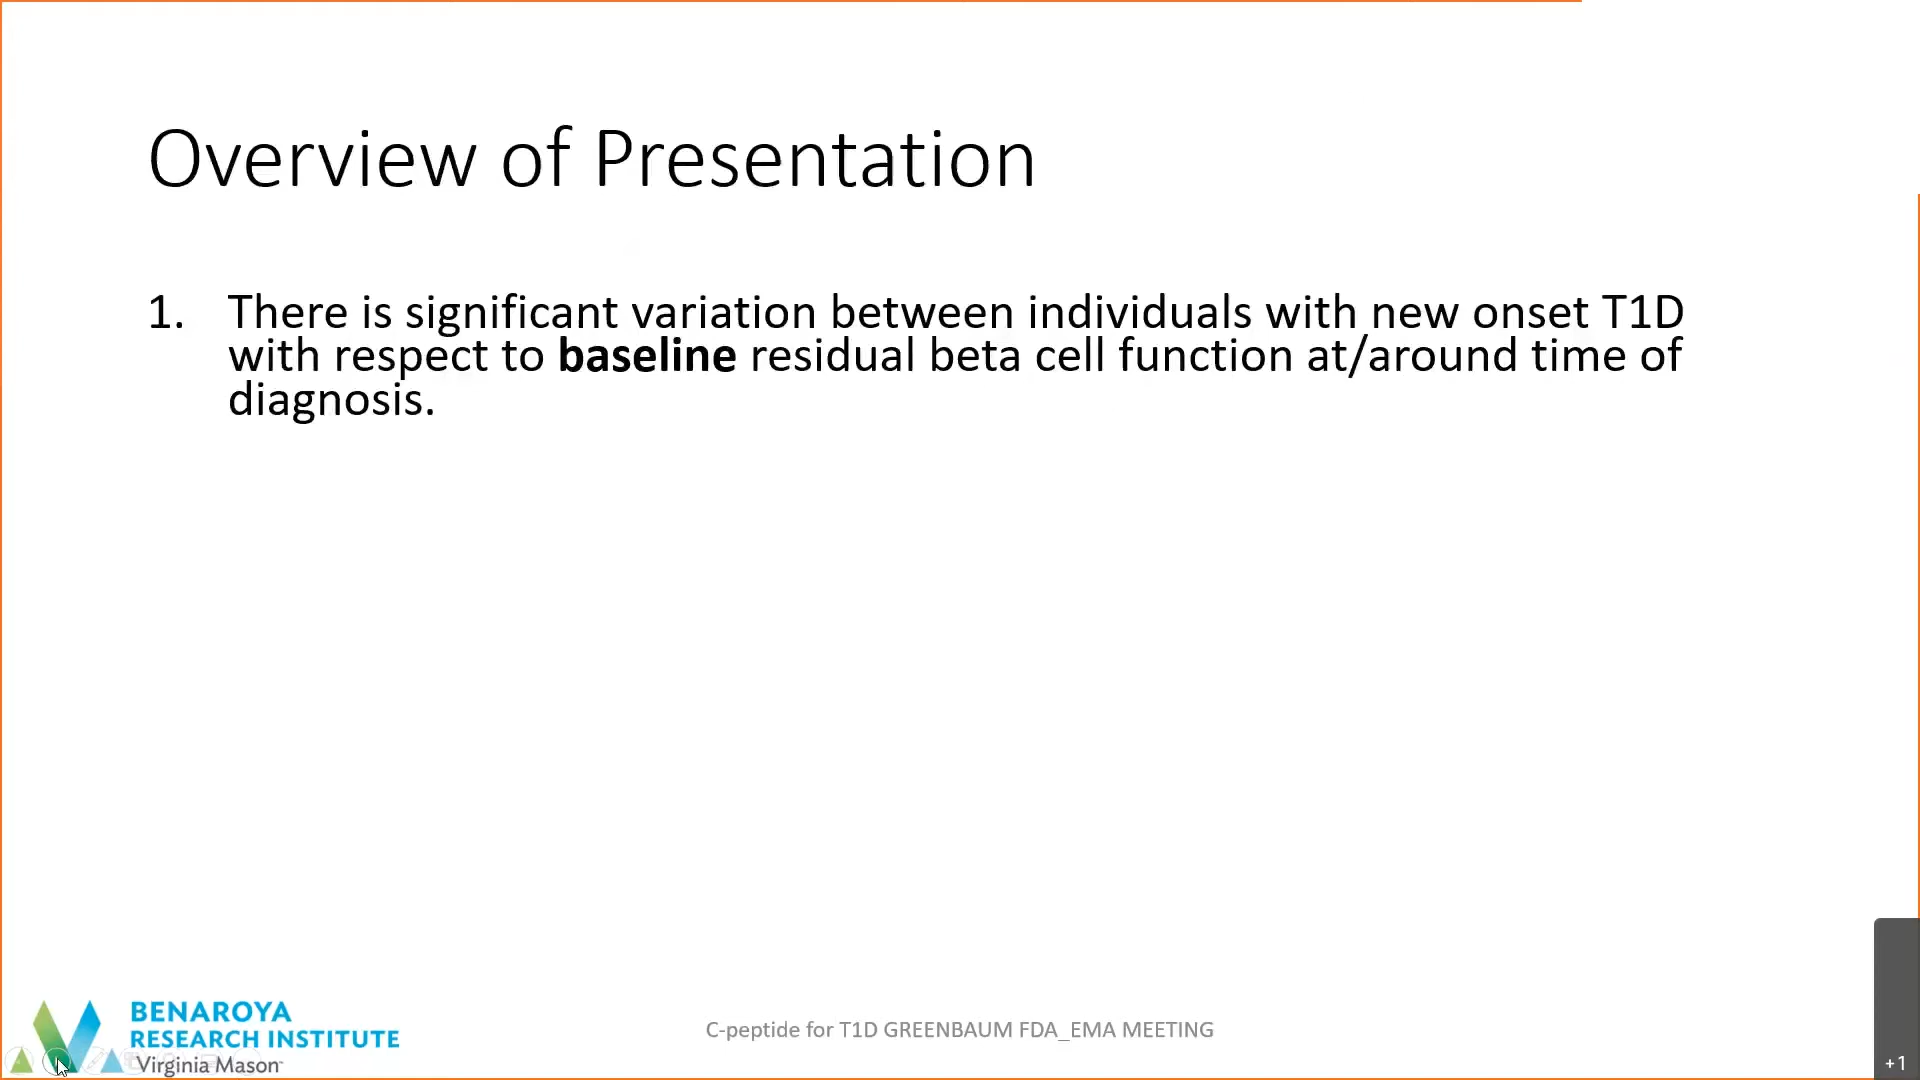 Overview of Presentation
1. There is significant variation between individuals with new onset T1D
with respect to baseline residual beta cell function at/around time of
diagnosis.
BENAROYA
RESEARCH INSTITUTE
Virginia Mason
C-peptide for T1D GREENBAUM FDA_EMA MEETING
+1